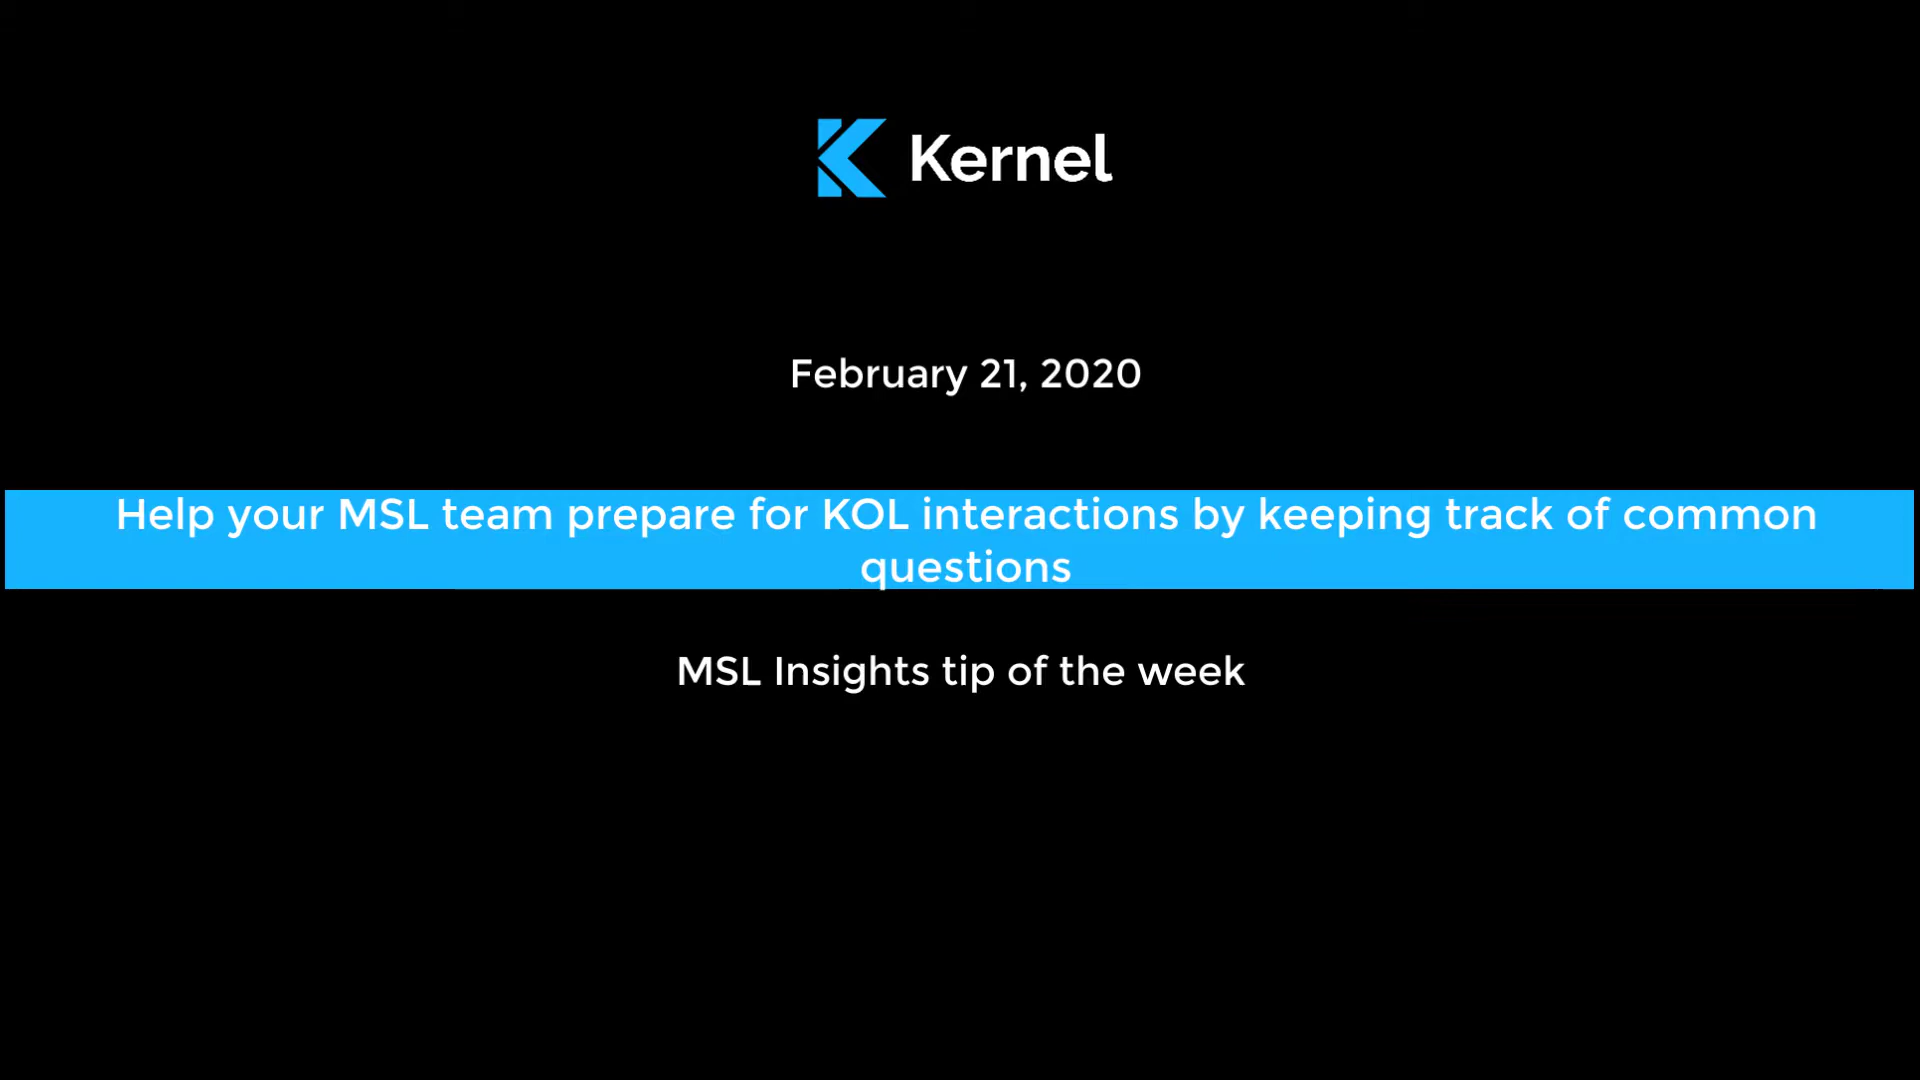 Kernel
February 21, 2020
Help your MSL team prepare for KOL interactions by keeping track of common
questions
MSL Insights tip of the week